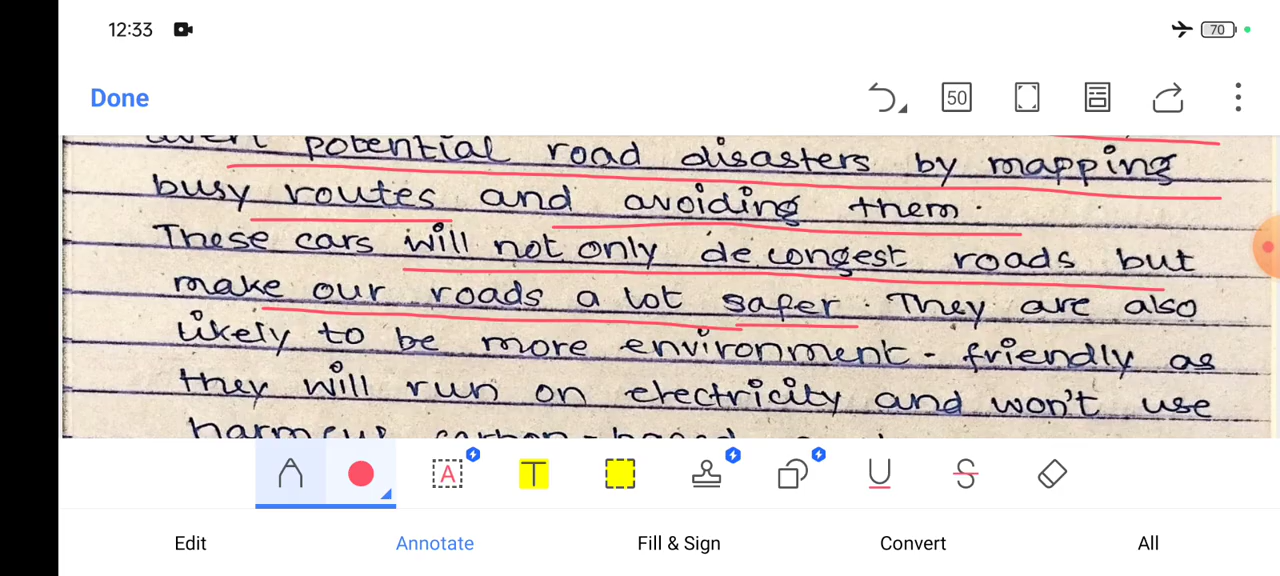 12:33
70
Done
50
potential road disasters by mapping
busy routes and avoiding them.
These cars will not only decongest roads but
make our roads a lot safer. They are also
likely to be more environment-friendly as
they will run on electricity and won't use
A
T
U
S
Edit
Annotate
Fill & Sign
Convert
All